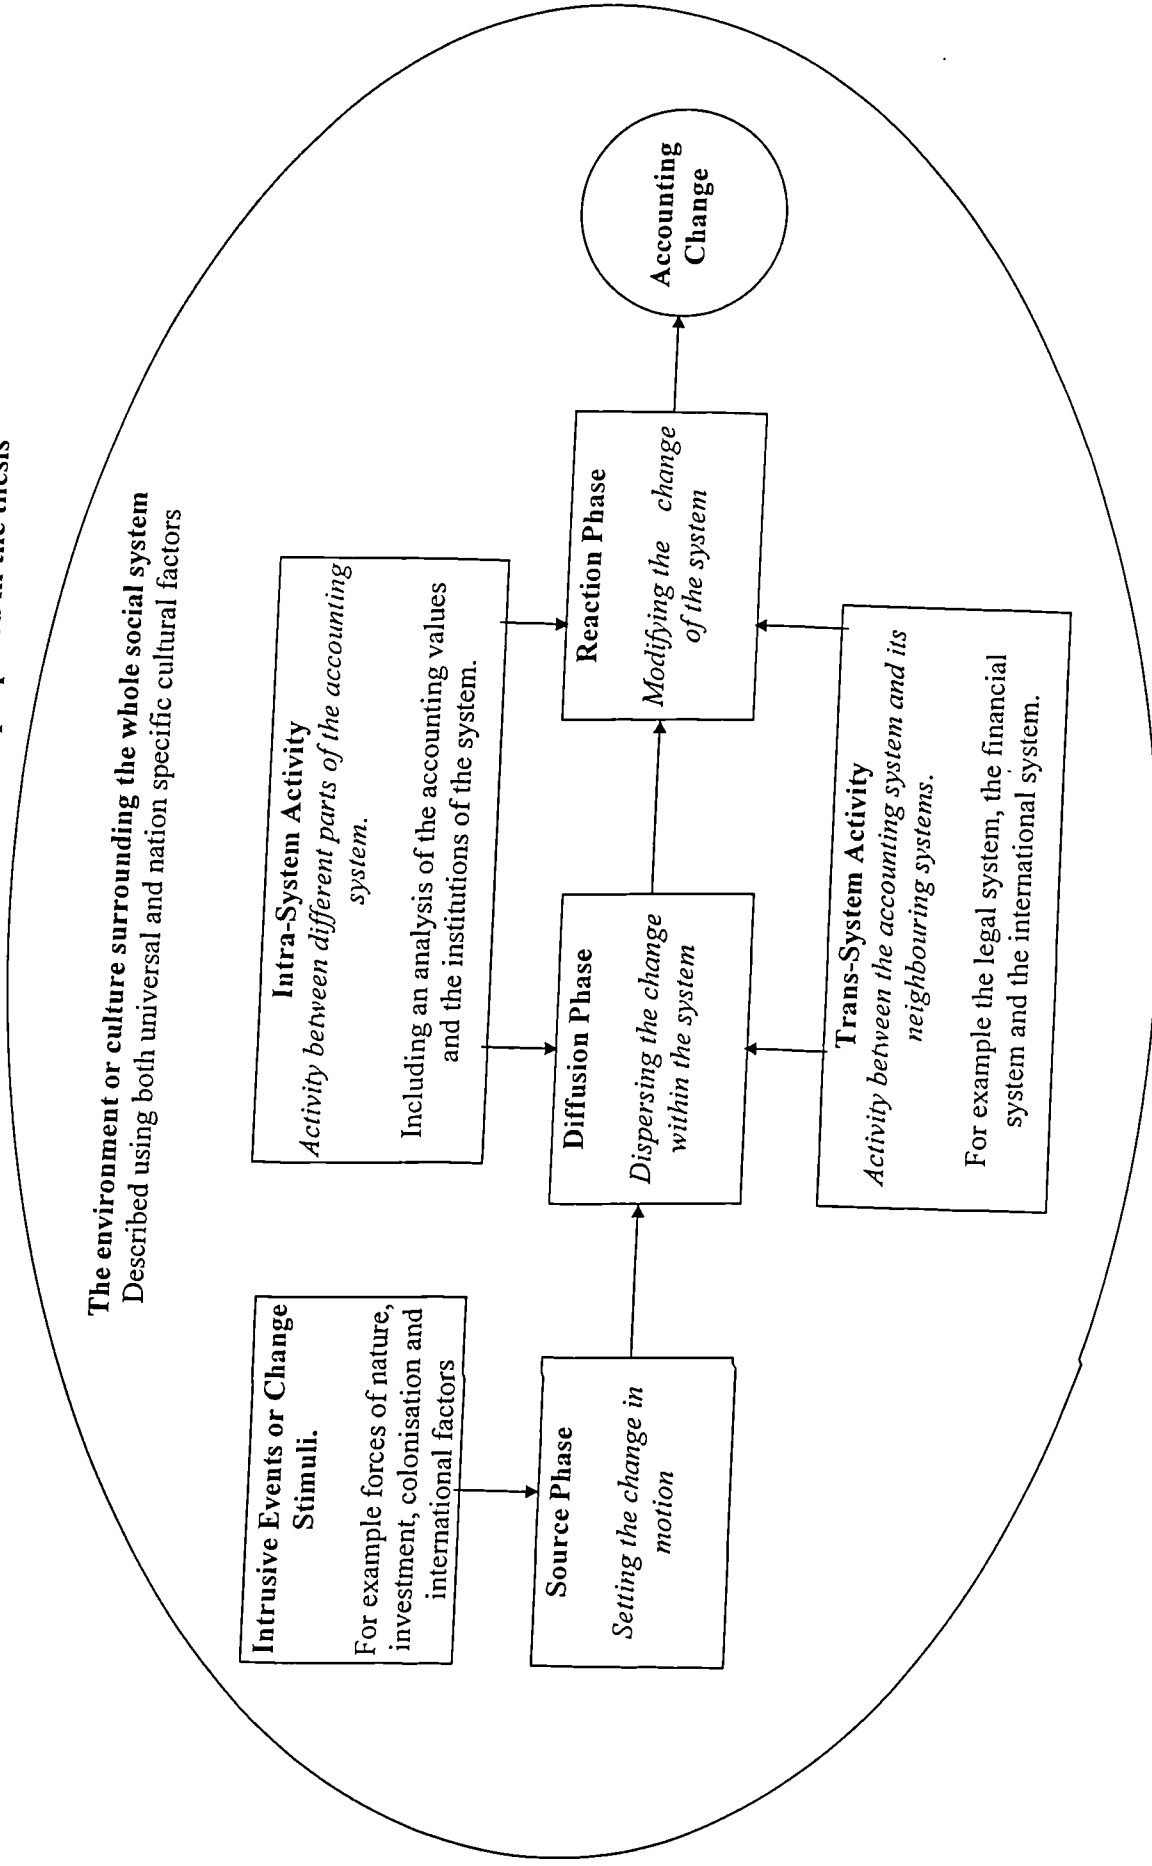 in the thesis
The environment or culture surrounding the whole social system
Described using both universal and nation specific cultural factors
Intrusive Events or Change
Stimuli.
For example forces of nature,
investment, colonisation and
international factors
Intra-System Activity
Activity between different parts of the accounting
system.
Including an analysis of the accounting values
and the institutions of the system.
Source Phase
Setting the change in
motion
Diffusion Phase
Dispersing the change
within the system
Reaction Phase
Modifying the change
of the system
Accounting
Change
Trans-System Activity
Activity between the accounting system and its
neighbouring systems.
For example the legal system, the financial
system and the international system.